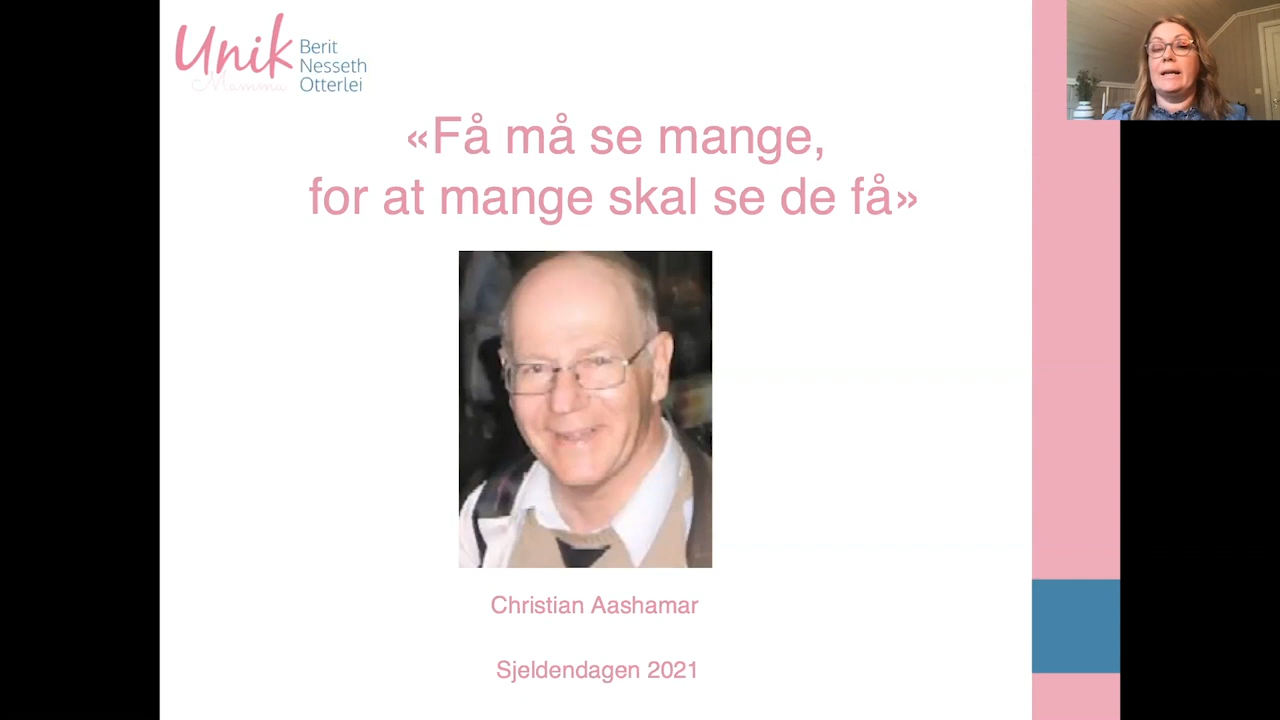 Unik
Mamma
Berit
Nesseth
Otterlei
«Få må se mange,
for at mange skal se de få»
Christian Aashamar
Sjeldendagen 2021